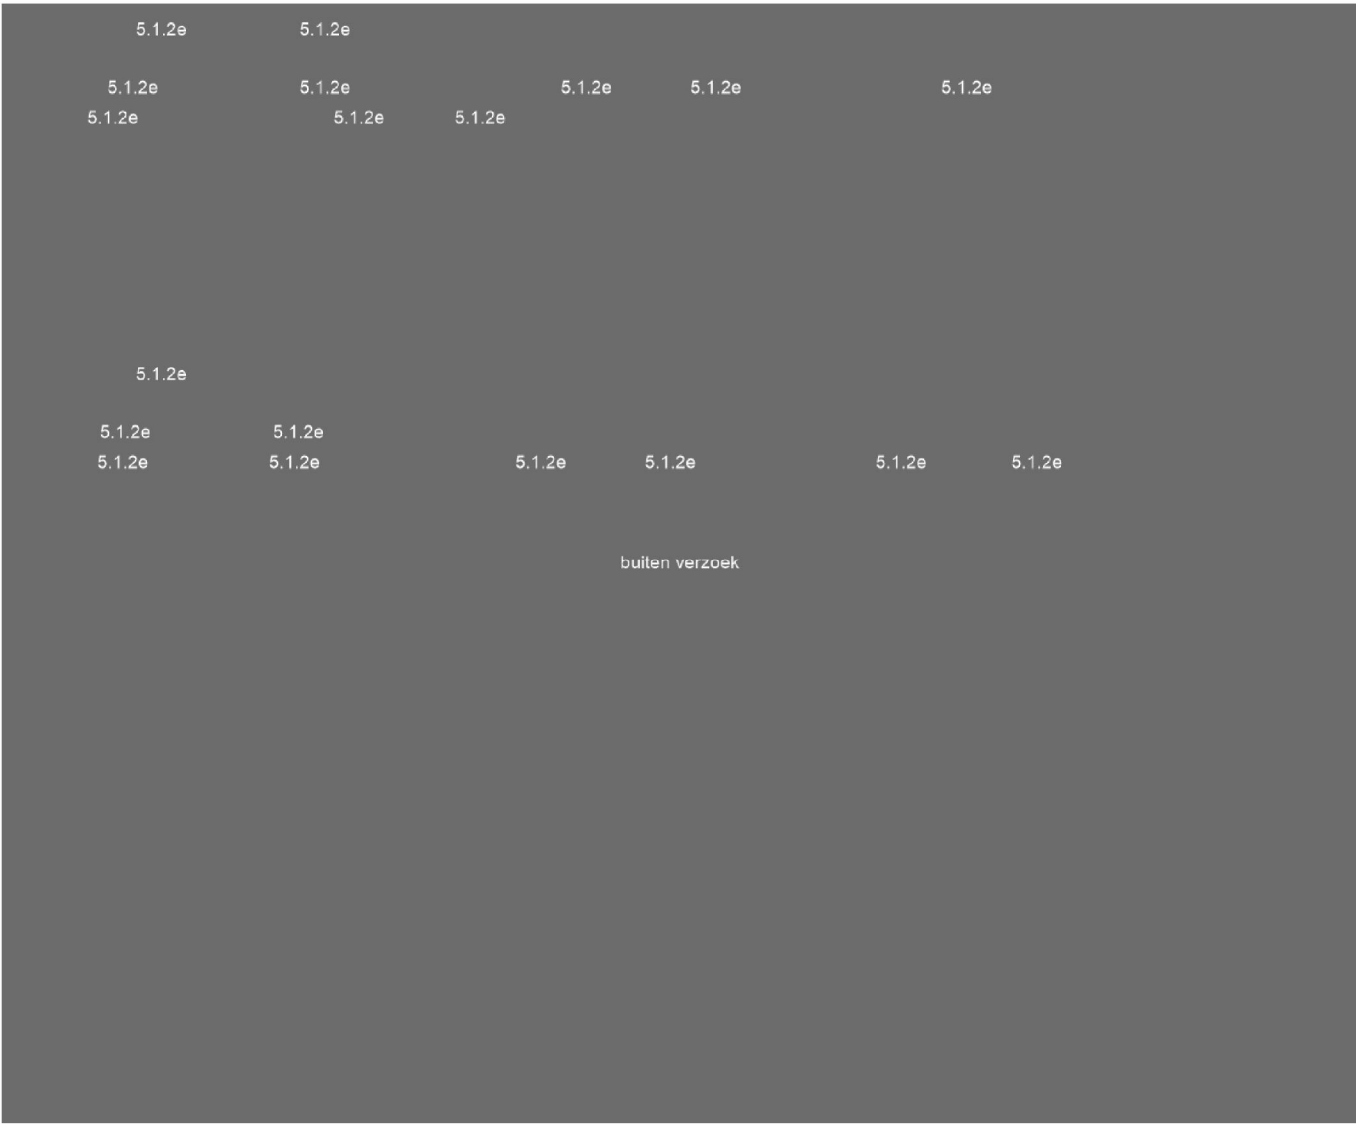 5.1.2e 5.1.2e
5.1.2e 5.1.2e 5.1.2e 5.1.2e 5.1.2e
5.1.2e 5.1.2e 5.1.2e
5.1.2e
5.1.2e 5.1.2e
5.1.2e 5.1.2e 5.1.2e 5.1.2e 5.1.2e 5.1.2e
buiten verzoek